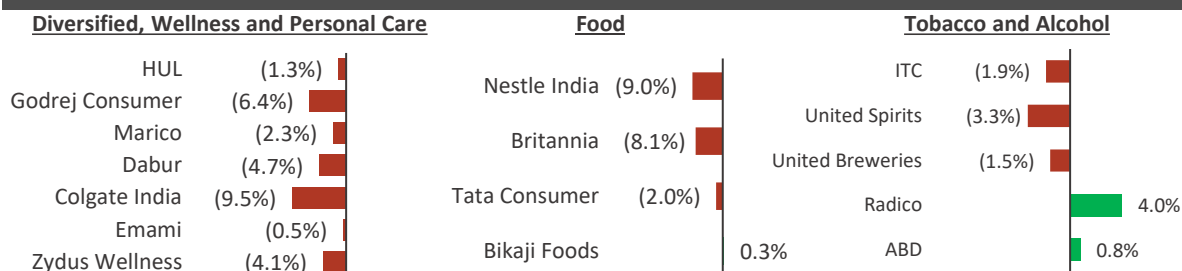 Diversified, Wellness and Personal Care
HUL (1.3%)
Godrej Consumer (6.4%)
Marico (2.3%)
Dabur (4.7%)
Colgate India (9.5%)
Emami (0.5%)
Zydus Wellness (4.1%)
Food
Nestle India (9.0%)
Britannia (8.1%)
Tata Consumer (2.0%)
Bikaji Foods 0.3%
Tobacco and Alcohol
ITC (1.9%)
United Spirits (3.3%)
United Breweries (1.5%)
Radico 4.0%
ABD 0.8%